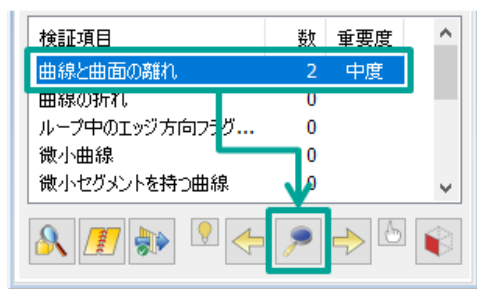 検証項目 数 重要度
曲線と曲面の離れ 2 中度
曲線の折れ 0
ループ中のエッジ方向フラグ... 0
微小曲線 0
微小セグメントを持つ曲線 0